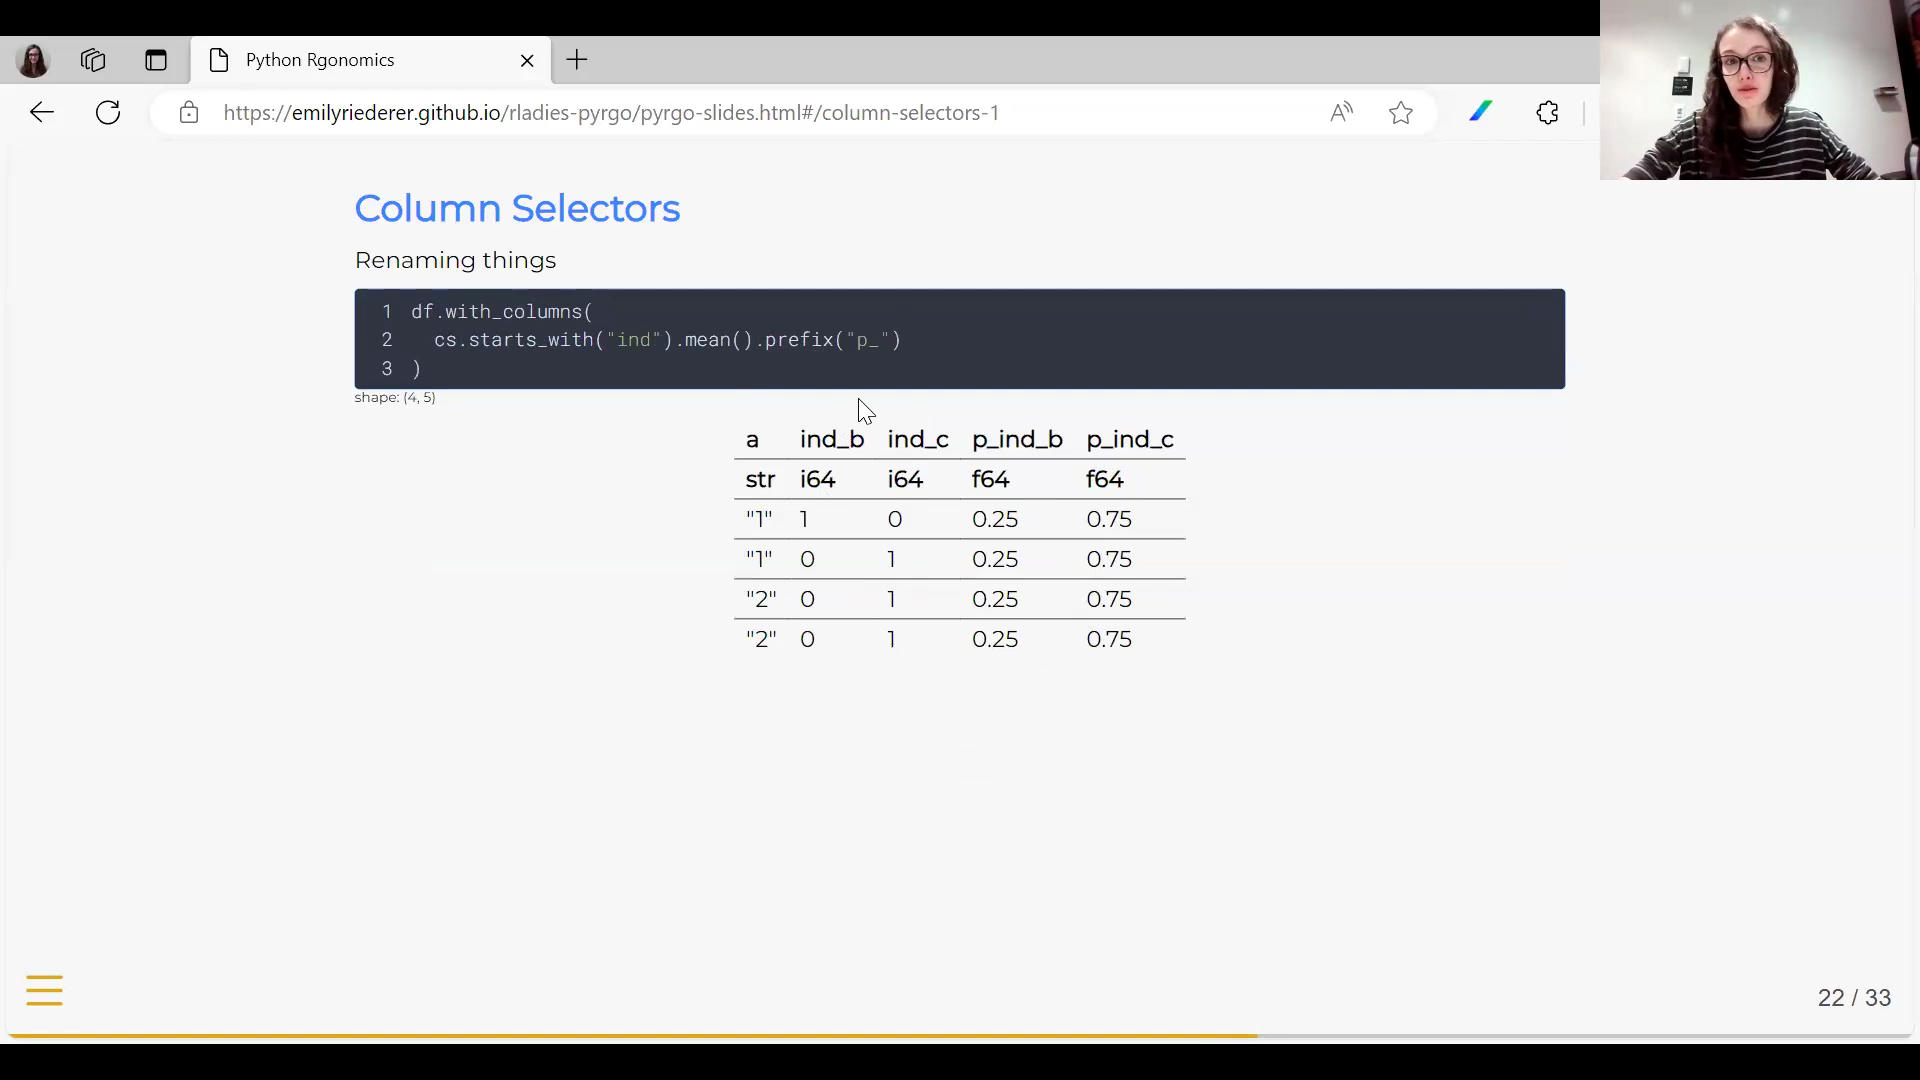 Python Rgonomics
https://emilyriederer.github.io/rladies-pyrgo/pyrgo-slides.html#/column-selectors-1
Column Selectors
Renaming things
1 df.with_columns(
2   cs.starts_with("ind").mean().prefix("p_")
3 )
shape: (4, 5)
a ind_b ind_c p_ind_b p_ind_c
str i64 i64 f64 f64
"1" 1 0 0.25 0.75
"1" 0 1 0.25 0.75
"2" 0 1 0.25 0.75
"2" 0 1 0.25 0.75
22 / 33